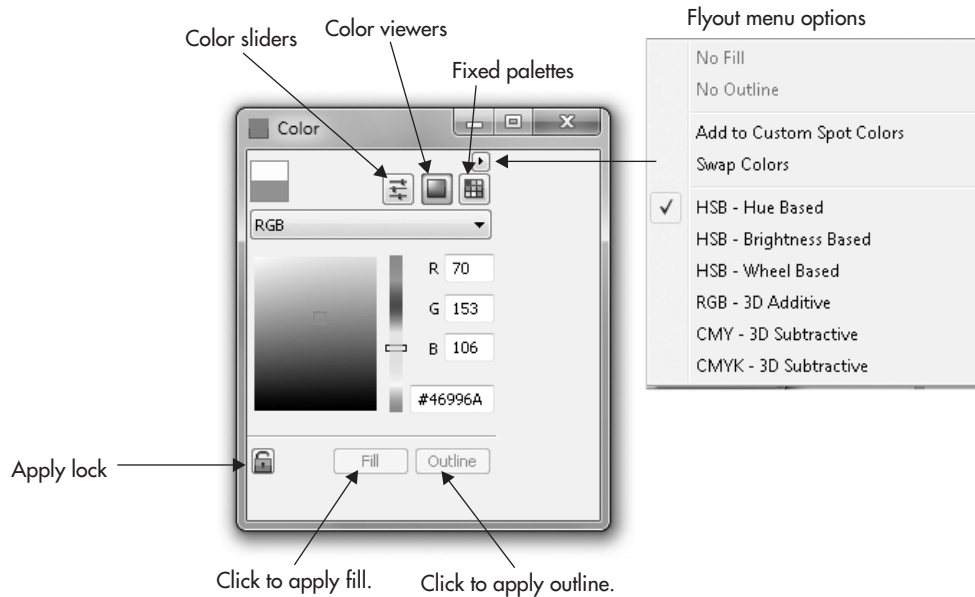 Flyout menu options
Color sliders
Color viewers
Fixed palettes
No Fill
No Outline
Add to Custom Spot Colors
Swap Colors
HSB - Hue Based
HSB - Brightness Based
HSB - Wheel Based
RGB - 3D Additive
CMY - 3D Subtractive
CMYK - 3D Subtractive
Color
RGB
R 70
G 153
B 106
#46996A
Fill
Outline
Apply lock
Click to apply fill.
Click to apply outline.